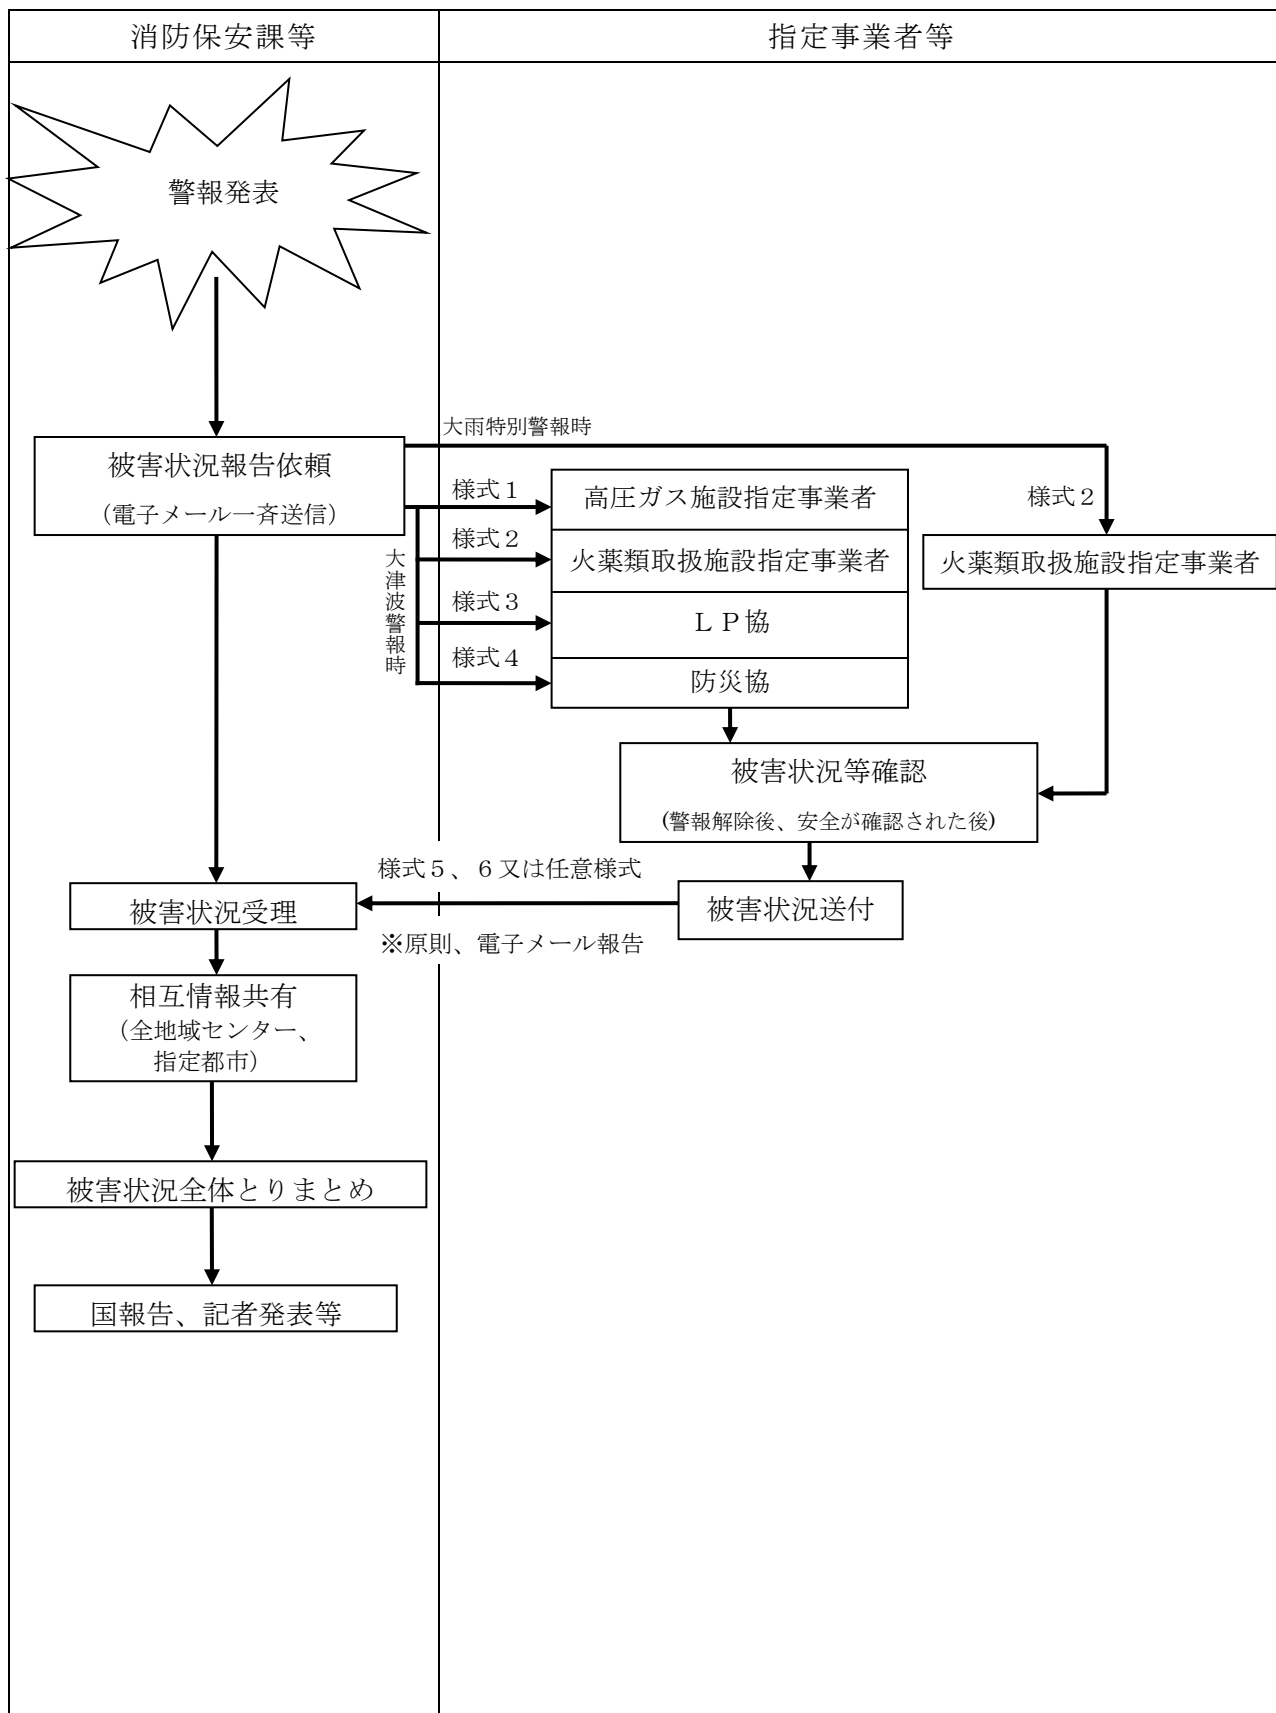 消防保安課等
指定事業者等
警報発表
大雨特別警報時
被害状況報告依頼
（電子メール一斉送信）
大津波警報時
様式１
高圧ガス施設指定事業者
様式２
火薬類取扱施設指定事業者
様式３
ＬＰ協
様式４
防災協
様式２
火薬類取扱施設指定事業者
被害状況等確認
(警報解除後、安全が確認された後)
様式５、６又は任意様式
被害状況送付
被害状況受理
※原則、電子メール報告
相互情報共有
（全地域センター、
指定都市）
被害状況全体とりまとめ
国報告、記者発表等